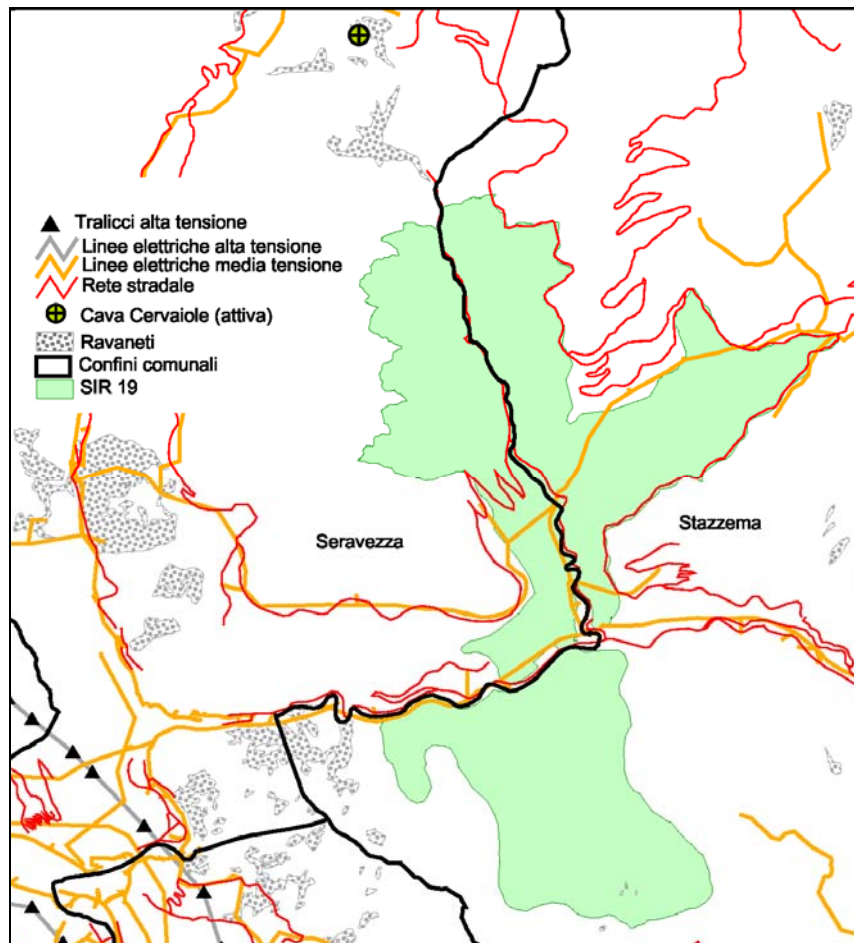 Tralicci alta tensione
Linee elettriche alta tensione
Linee elettriche media tensione
Rete stradale
Cava Cervaiole (attiva)
Ravaneti
Confini comunali
SIR 19
Seravezza
Stazzema